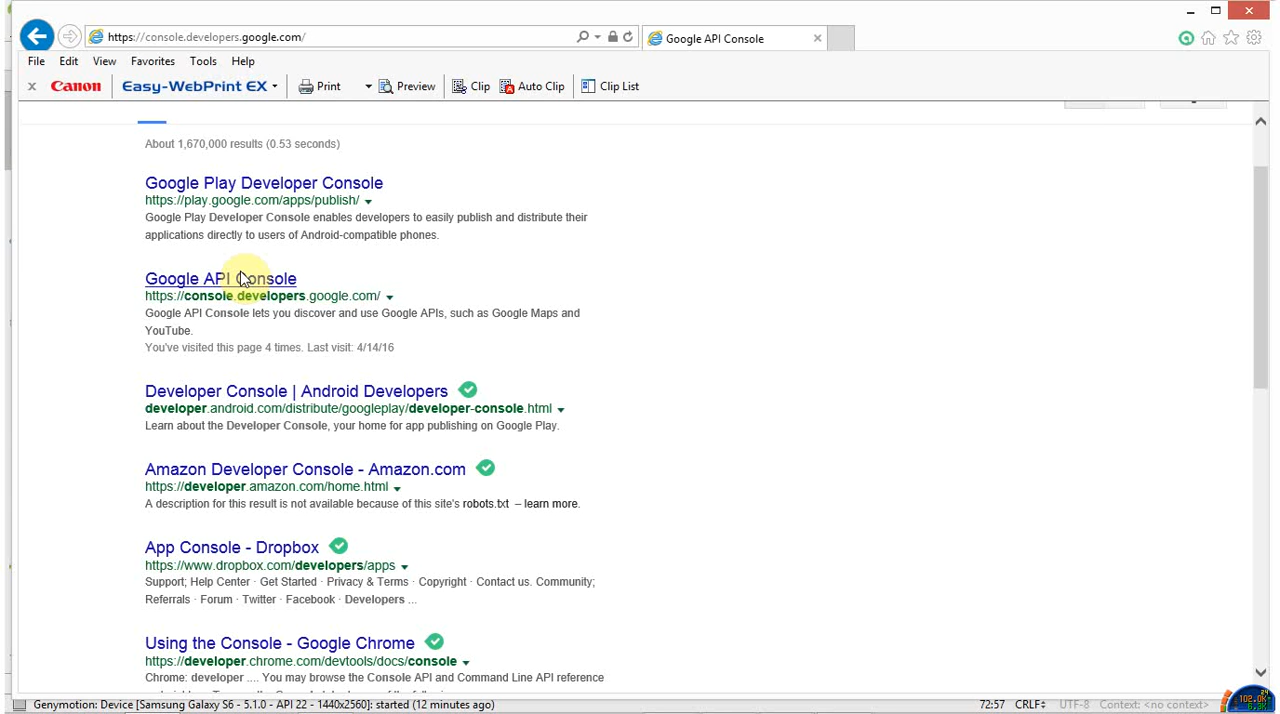 https://console.developers.google.com/
Google API Console
File Edit View Favorites Tools Help
x Canon Easy-WebPrint EX Print Preview Clip Auto Clip Clip List
About 1,670,000 results (0.53 seconds)
Google Play Developer Console
https://play.google.com/apps/publish/
Google Play Developer Console enables developers to easily publish and distribute their
applications directly to users of Android-compatible phones.
Google API Console
https://console.developers.google.com/
Google API Console lets you discover and use Google APIs, such as Google Maps and
YouTube.
You've visited this page 4 times. Last visit: 4/14/16
Developer Console | Android Developers
developer.android.com/distribute/googleplay/developer-console.html
Learn about the Developer Console, your home for app publishing on Google Play.
Amazon Developer Console - Amazon.com
https://developer.amazon.com/home.html
A description for this result is not available because of this site's robots.txt – learn more.
App Console - Dropbox
https://www.dropbox.com/developers/apps
Support; Help Center · Get Started · Privacy & Terms · Copyright · Contact us. Community;
Referrals · Forum · Twitter · Facebook · Developers ...
Using the Console - Google Chrome
https://developer.chrome.com/devtools/docs/console
Chrome: developer .... You may browse the Console API and Command Line API reference
Genymotion: Device [Samsung Galaxy S6 - 5.1.0 - API 22 - 1440x2560]: started (12 minutes ago)
72:57 CRLF UTF-8 Context: <no context>